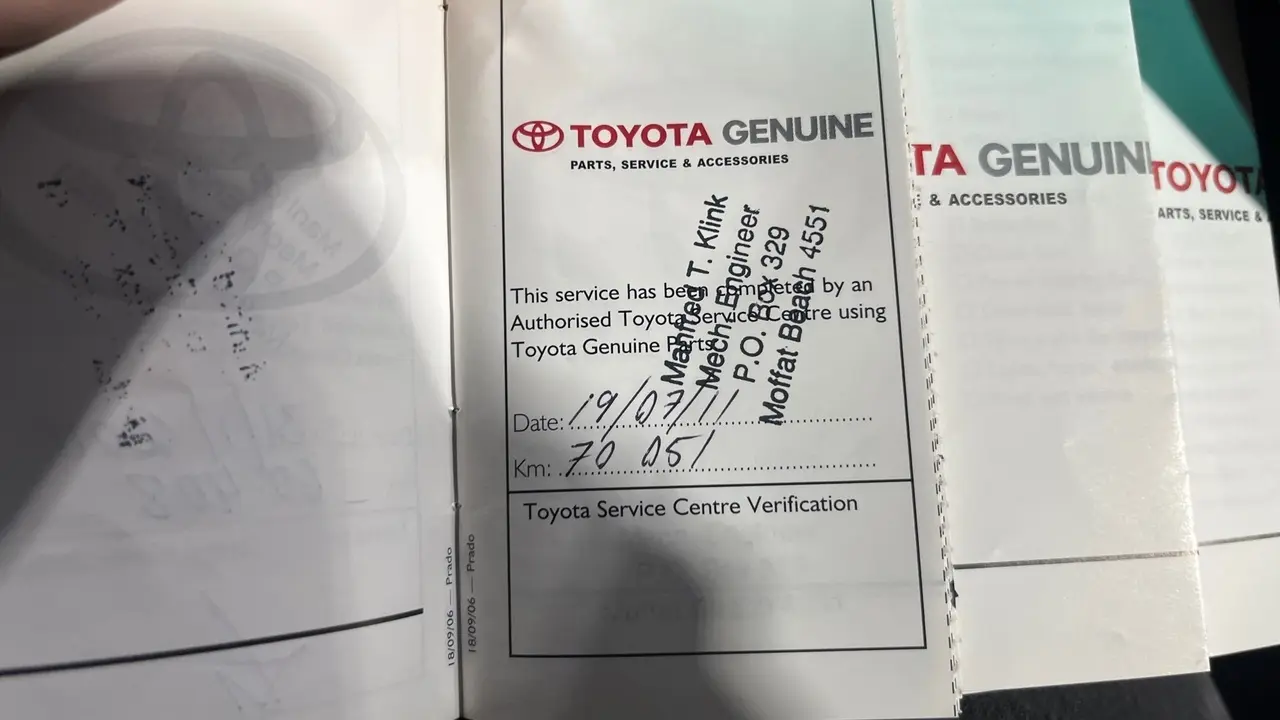 TOYOTA GENUINE
PARTS, SERVICE & ACCESSORIES
Manfred T. Klink
Mech. Engineer
P.O. Box 329
Moffat Beach 4551
This service has been completed by an
Authorised Toyota Service Centre using
Toyota Genuine Parts.
Date: 19/07/11
Km: 70 051
Toyota Service Centre Verification
18/09/06 — Prado
18/09/06 — Prado
TA GENUIN
& ACCESSORIES
TOYOTA
ARTS, SERVICE &